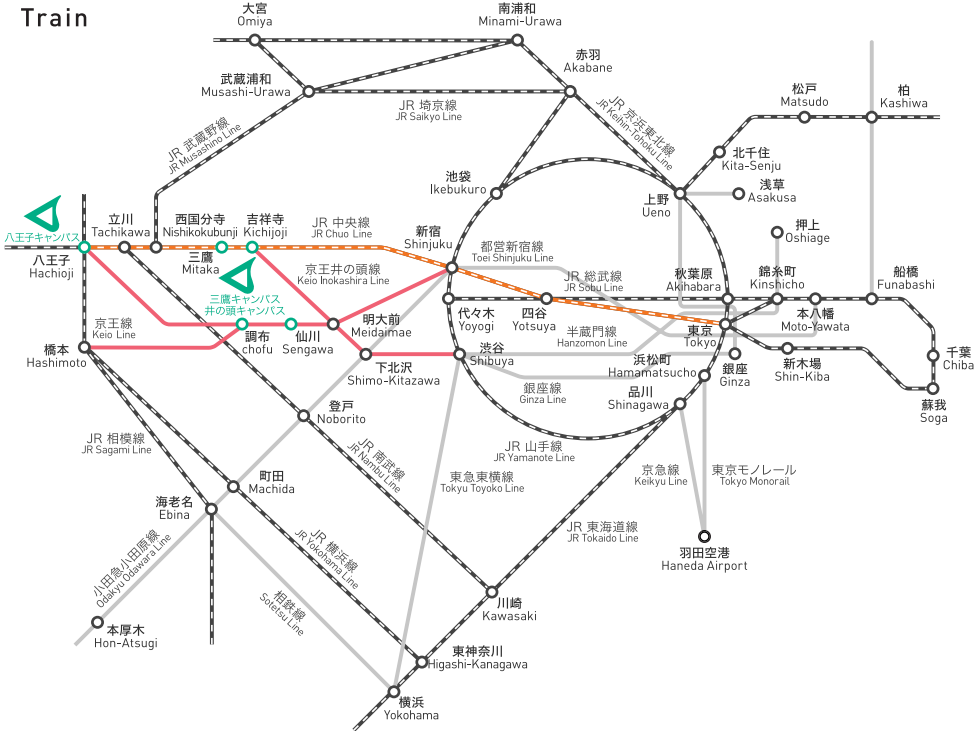 Train
大宮
Omiya
南浦和
Minami-Urawa
赤羽
Akabane
武蔵浦和
Musashi-Urawa
JR 埼京線
JR Saikyo Line
JR 京浜東北線
JR Keihin-Tohoku Line
松戸
Matsudo
柏
Kashiwa
JR 武蔵野線
JR Musashino Line
北千住
Kita-Senju
池袋
Ikebukuro
上野
Ueno
浅草
Asakusa
押上
Oshiage
八王子キャンパス
八王子
Hachioji
立川
Tachikawa
西国分寺
Nishikokubunji
吉祥寺
Kichijoji
三鷹
Mitaka
JR 中央線
JR Chuo Line
新宿
Shinjuku
都営新宿線
Toei Shinjuku Line
京王井の頭線
Keio Inokashira Line
JR 総武線
JR Sobu Line
秋葉原
Akihabara
錦糸町
Kinshicho
船橋
Funabashi
三鷹キャンパス
井の頭キャンパス
京王線
Keio Line
調布
chofu
仙川
Sengawa
明大前
Meidaimae
代々木
Yoyogi
四谷
Yotsuya
半蔵門線
Hanzomon Line
東京
Tokyo
本八幡
Moto-Yawata
橋本
Hashimoto
下北沢
Shimo-Kitazawa
渋谷
Shibuya
浜松町
Hamamatsucho
銀座
Ginza
新木場
Shin-Kiba
千葉
Chiba
銀座線
Ginza Line
品川
Shinagawa
蘇我
Soga
登戸
Noborito
JR 相模線
JR Sagami Line
JR 南武線
JR Nambu Line
JR 山手線
JR Yamanote Line
町田
Machida
東急東横線
Tokyu Toyoko Line
京急線
Keikyu Line
東京モノレール
Tokyo Monorail
海老名
Ebina
小田急小田原線
Odakyu Odawara Line
JR 横浜線
JR Yokohama Line
JR 東海道線
JR Tokaido Line
羽田空港
Haneda Airport
相鉄線
Sotetsu Line
川崎
Kawasaki
本厚木
Hon-Atsugi
東神奈川
Higashi-Kanagawa
横浜
Yokohama